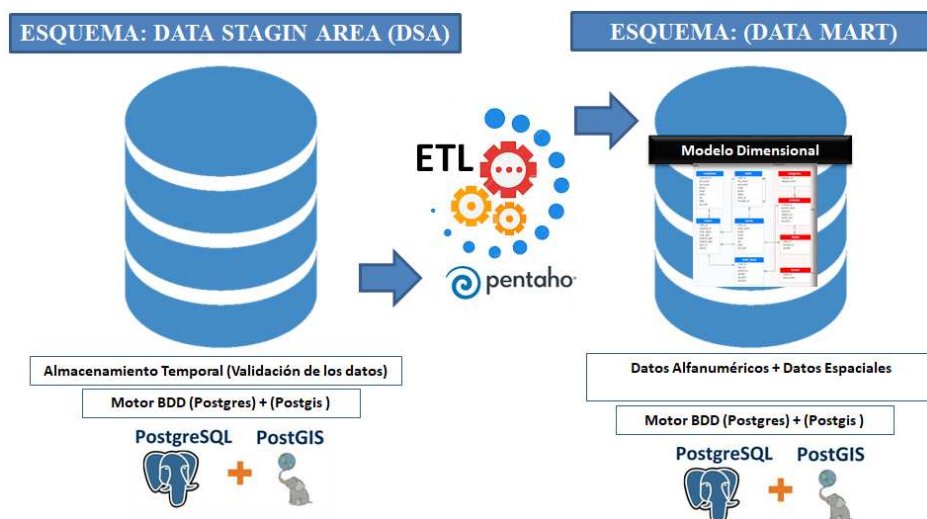 ESQUEMA: DATA STAGIN AREA (DSA)
ESQUEMA: (DATA MART)
ETL
pentaho
Modelo Dimensional
Almacenamiento Temporal (Validación de los datos)
Motor BDD (Postgres) + (Postgis )
PostgreSQL
PostGIS
Datos Alfanuméricos + Datos Espaciales
Motor BDD (Postgres) + (Postgis )
PostgreSQL
PostGIS